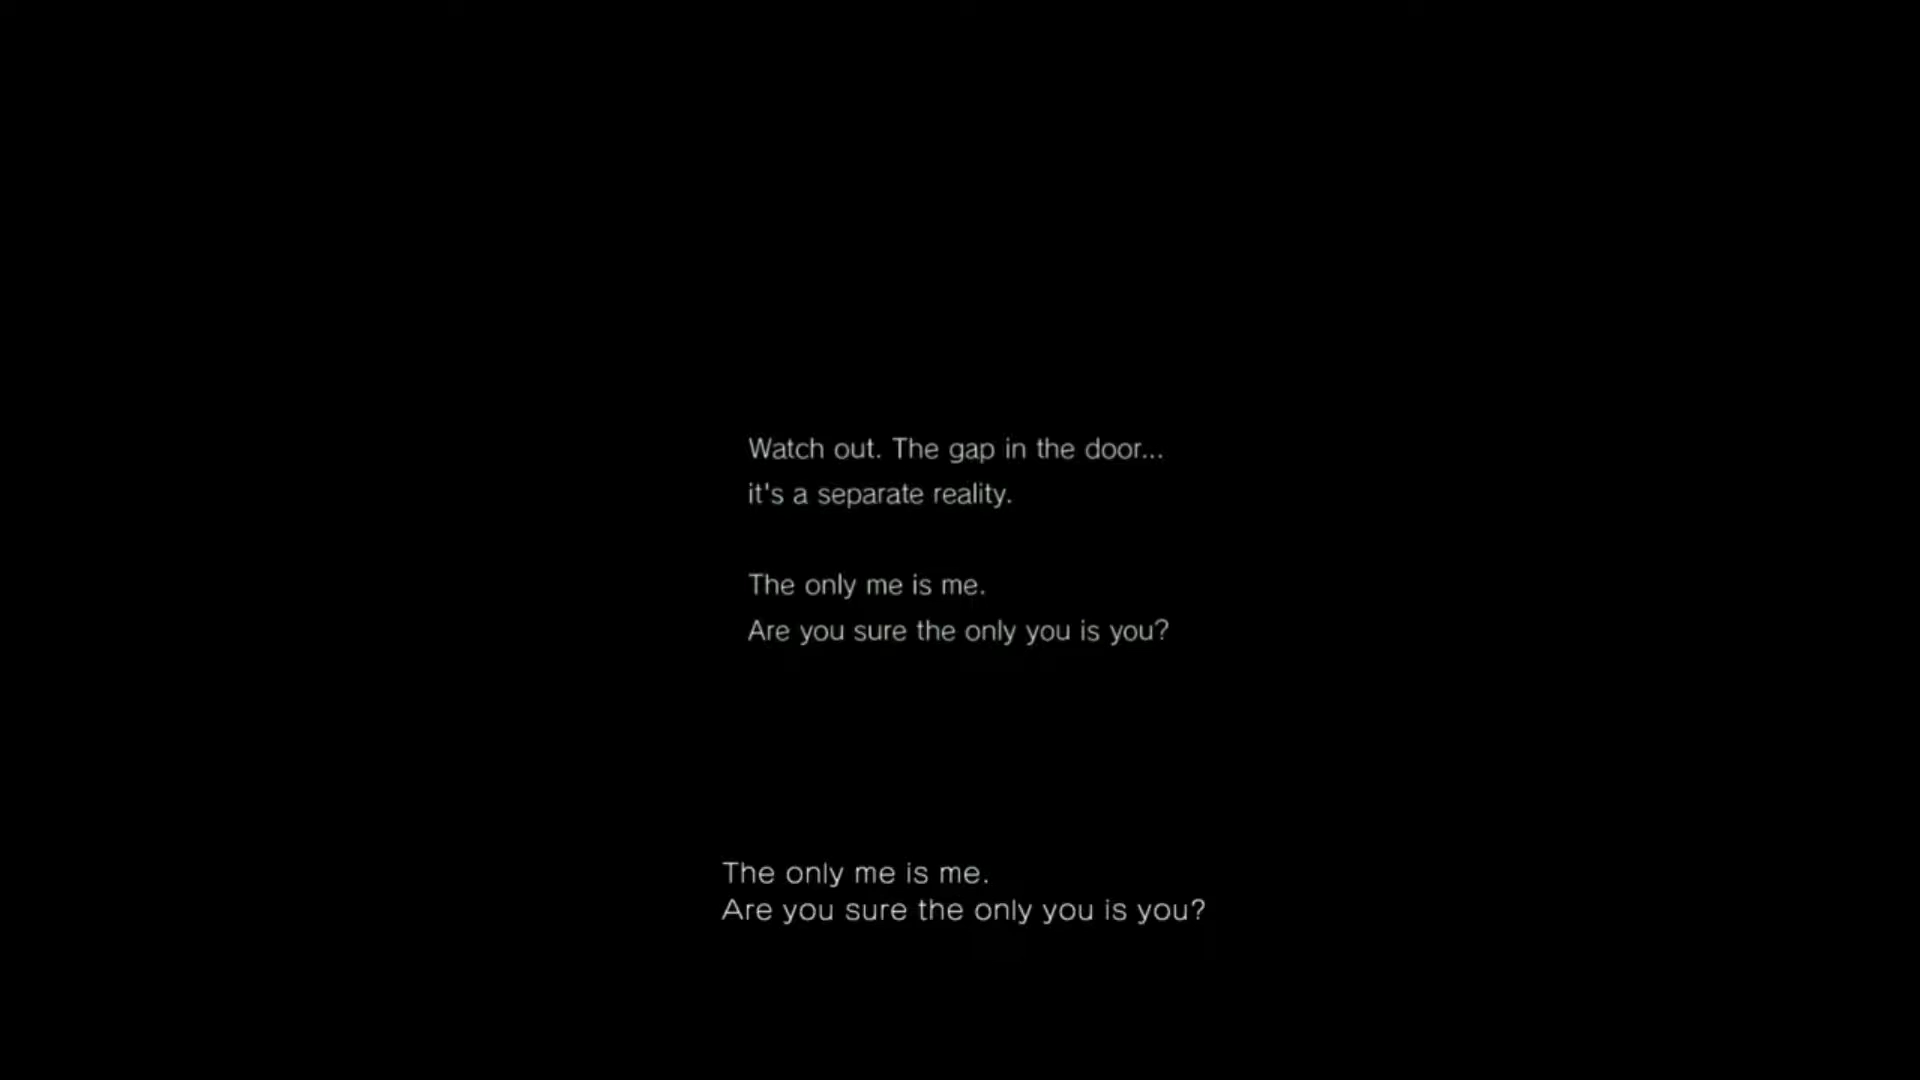 Watch out. The gap in the door...
it's a separate reality.
The only me is me.
Are you sure the only you is you?
The only me is me.
Are you sure the only you is you?